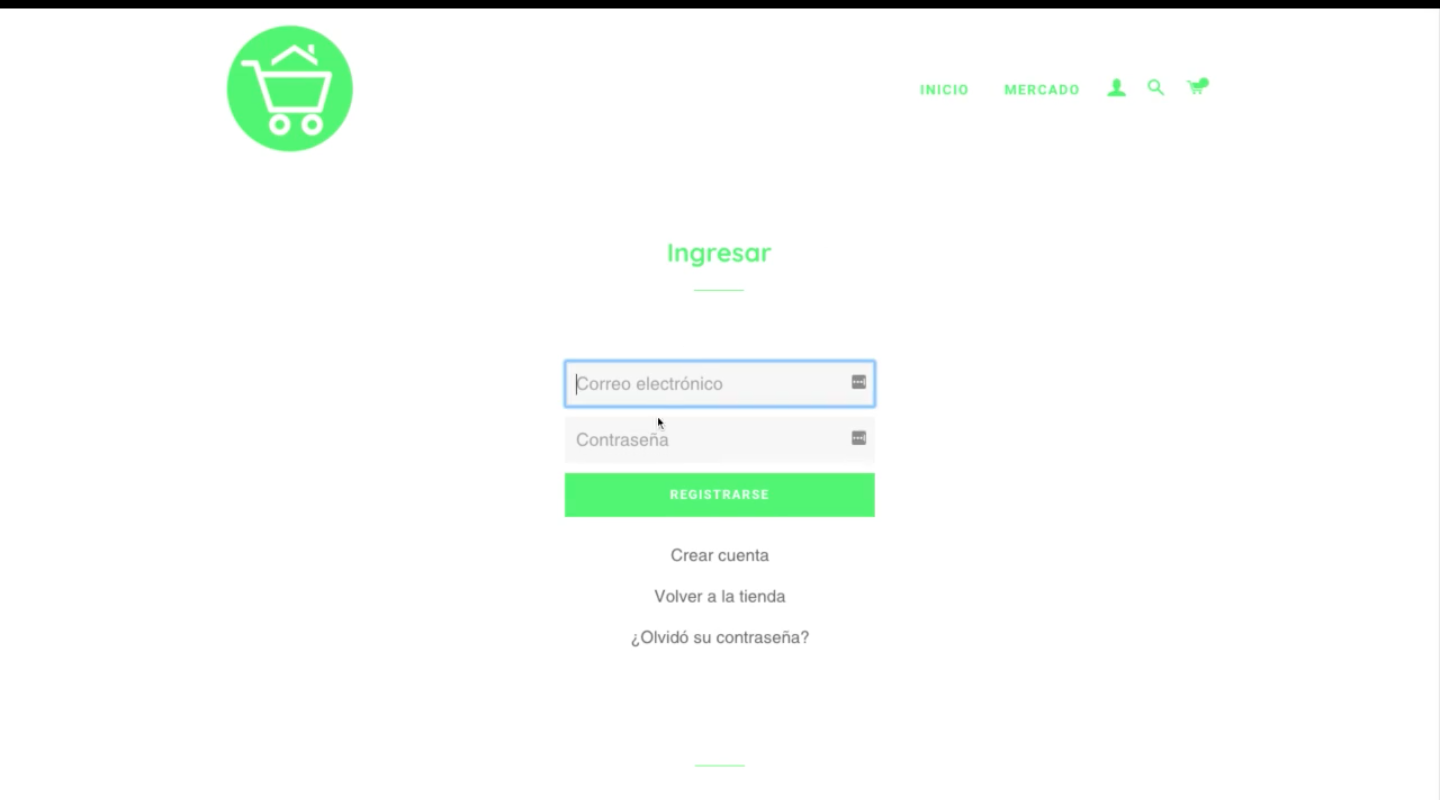 INICIO MERCADO
Ingresar
Correo electrónico
Contraseña
REGISTRARSE
Crear cuenta
Volver a la tienda
¿Olvidó su contraseña?